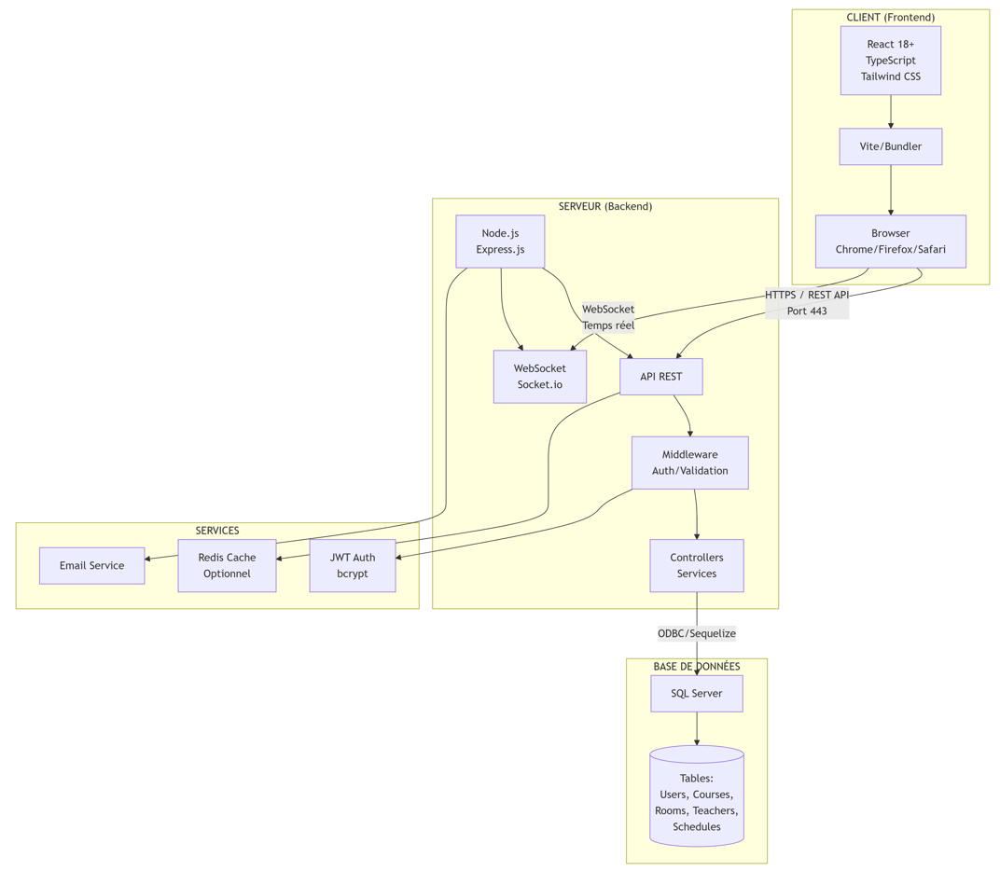 CLIENT (Frontend)
React 18+
TypeScript
Tailwind CSS
Vite/Bundler
Browser
Chrome/Firefox/Safari
SERVEUR (Backend)
Node.js
Express.js
HTTPS / REST API
Port 443
WebSocket
Temps réel
WebSocket
Socket.io
API REST
Middleware
Auth/Validation
Controllers
Services
SERVICES
Email Service
Redis Cache
Optionnel
JWT Auth
bcrypt
ODBC/Sequelize
BASE DE DONNÉES
SQL Server
Tables:
Users, Courses,
Rooms, Teachers,
Schedules